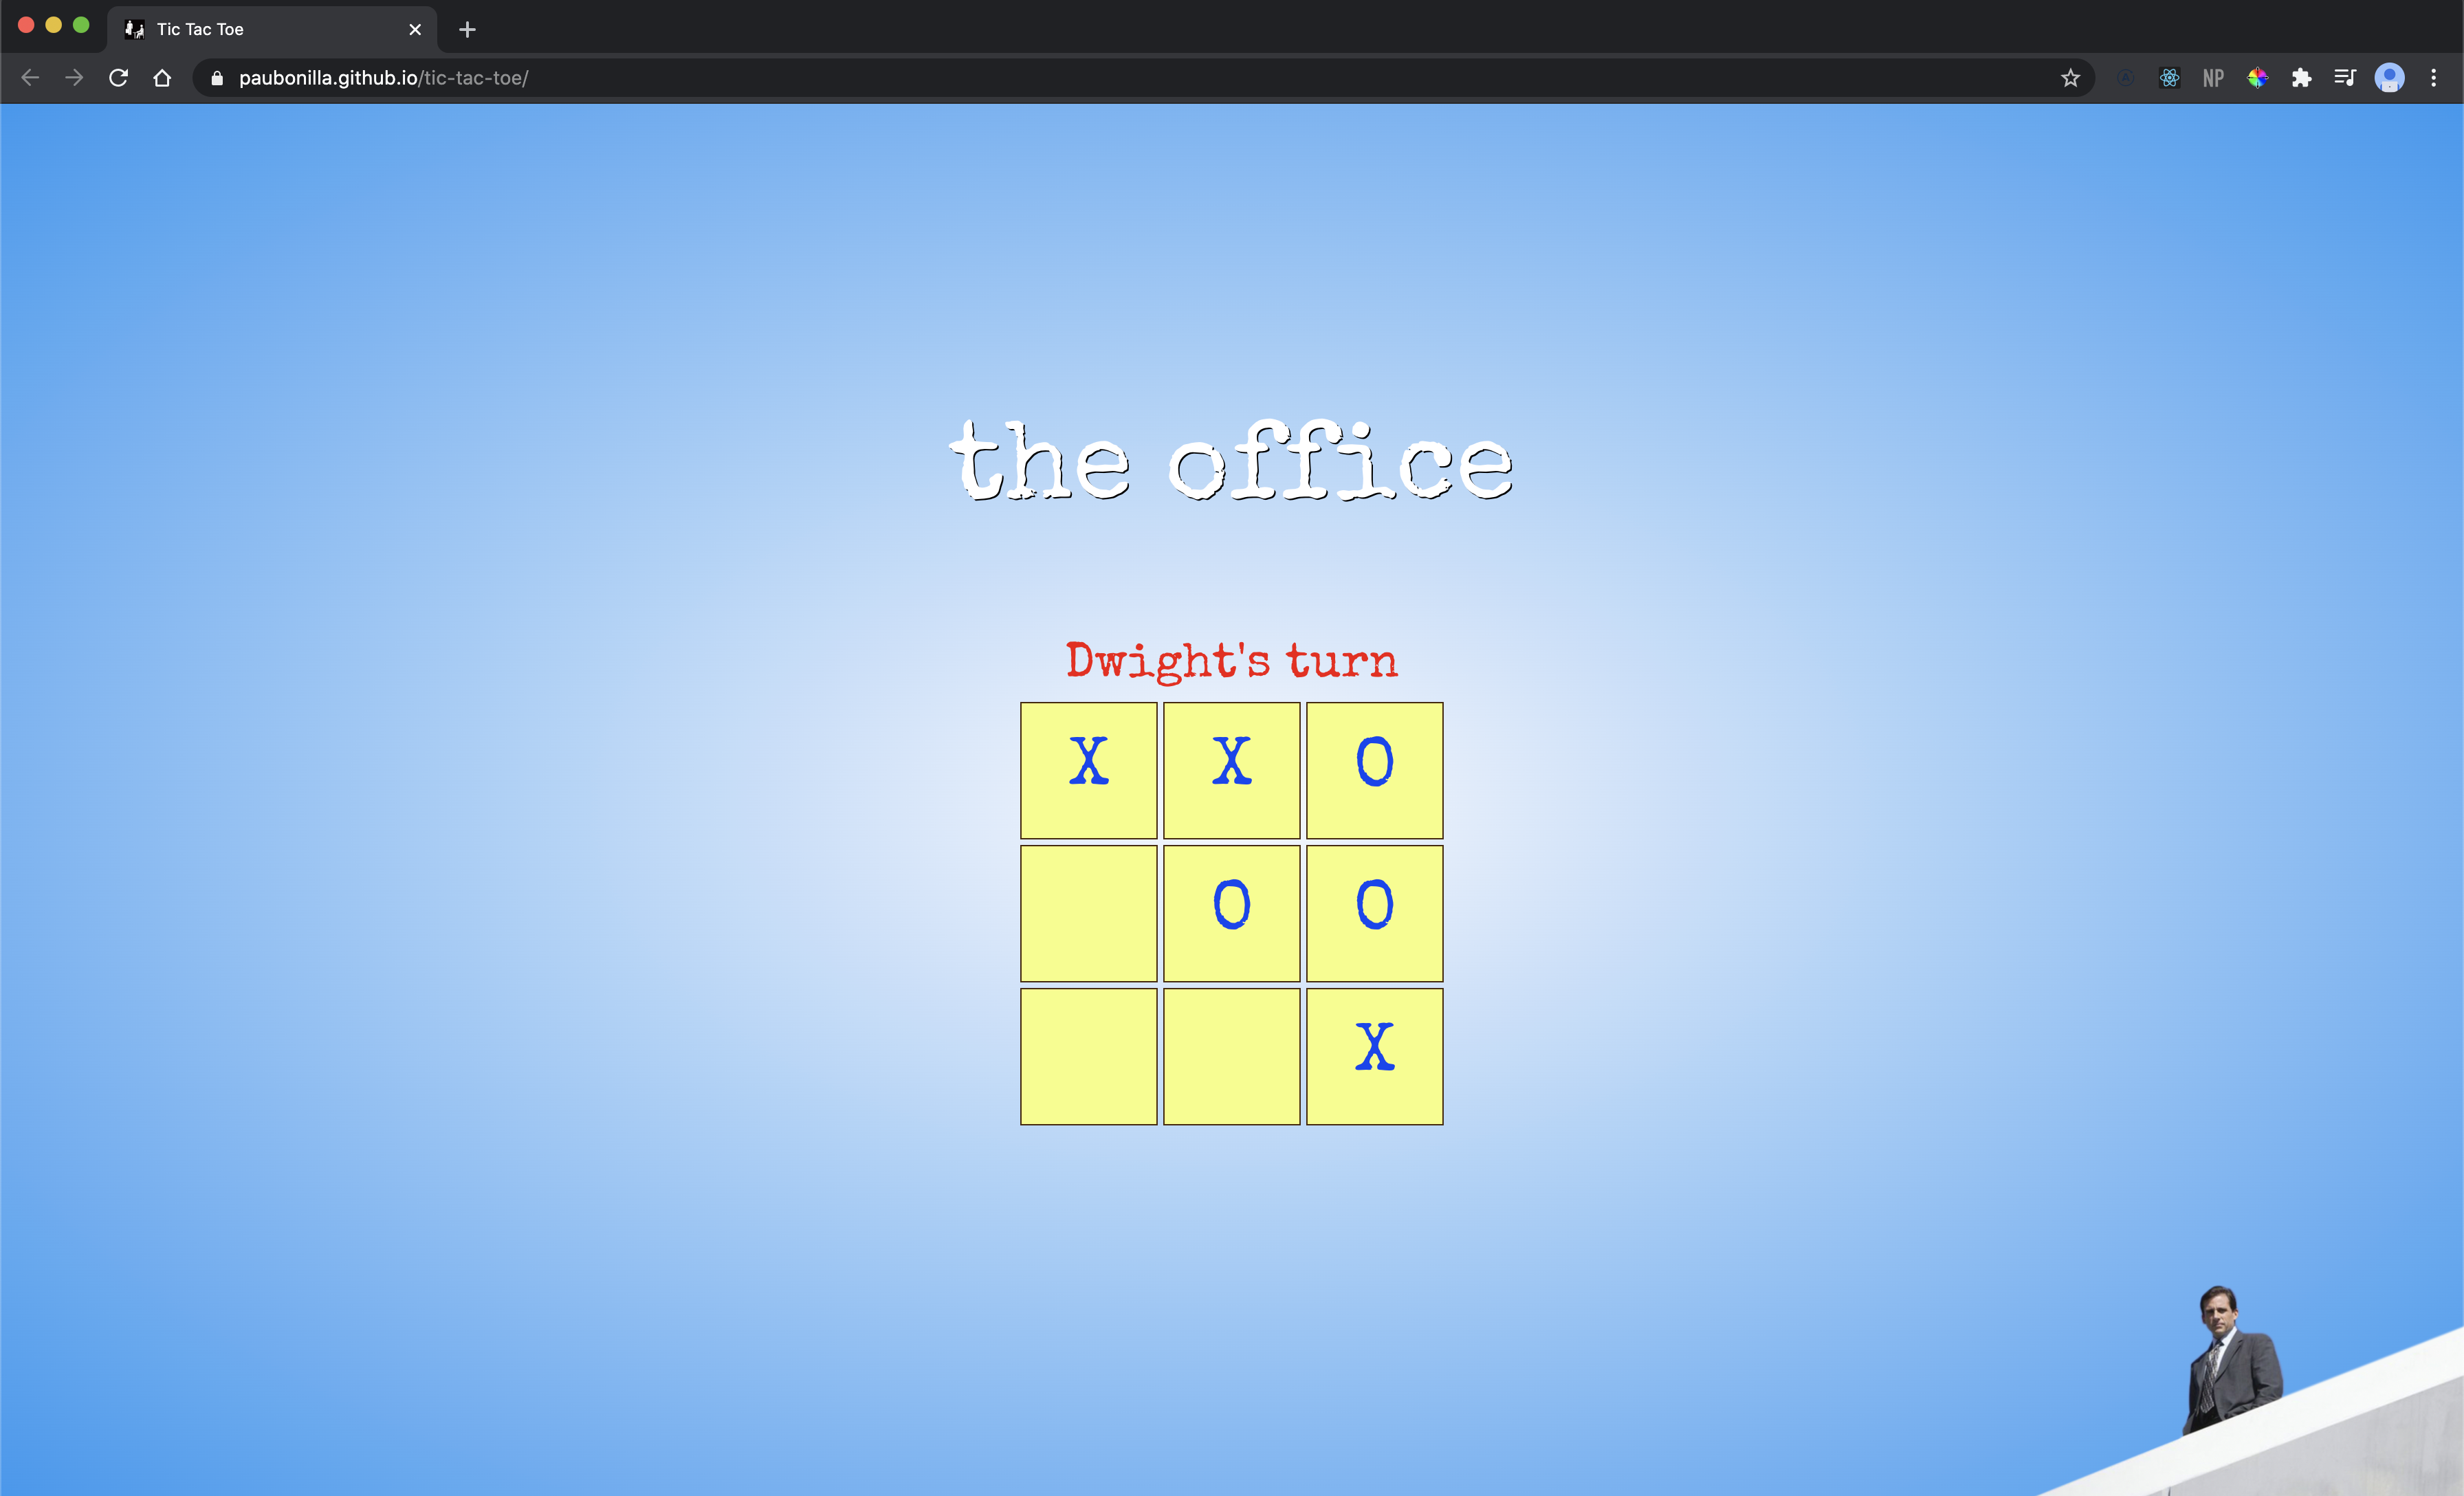 Tic Tac Toe
paubonilla.github.io/tic-tac-toe/
NP
the office
Dwight's turn
X X O
O O
X